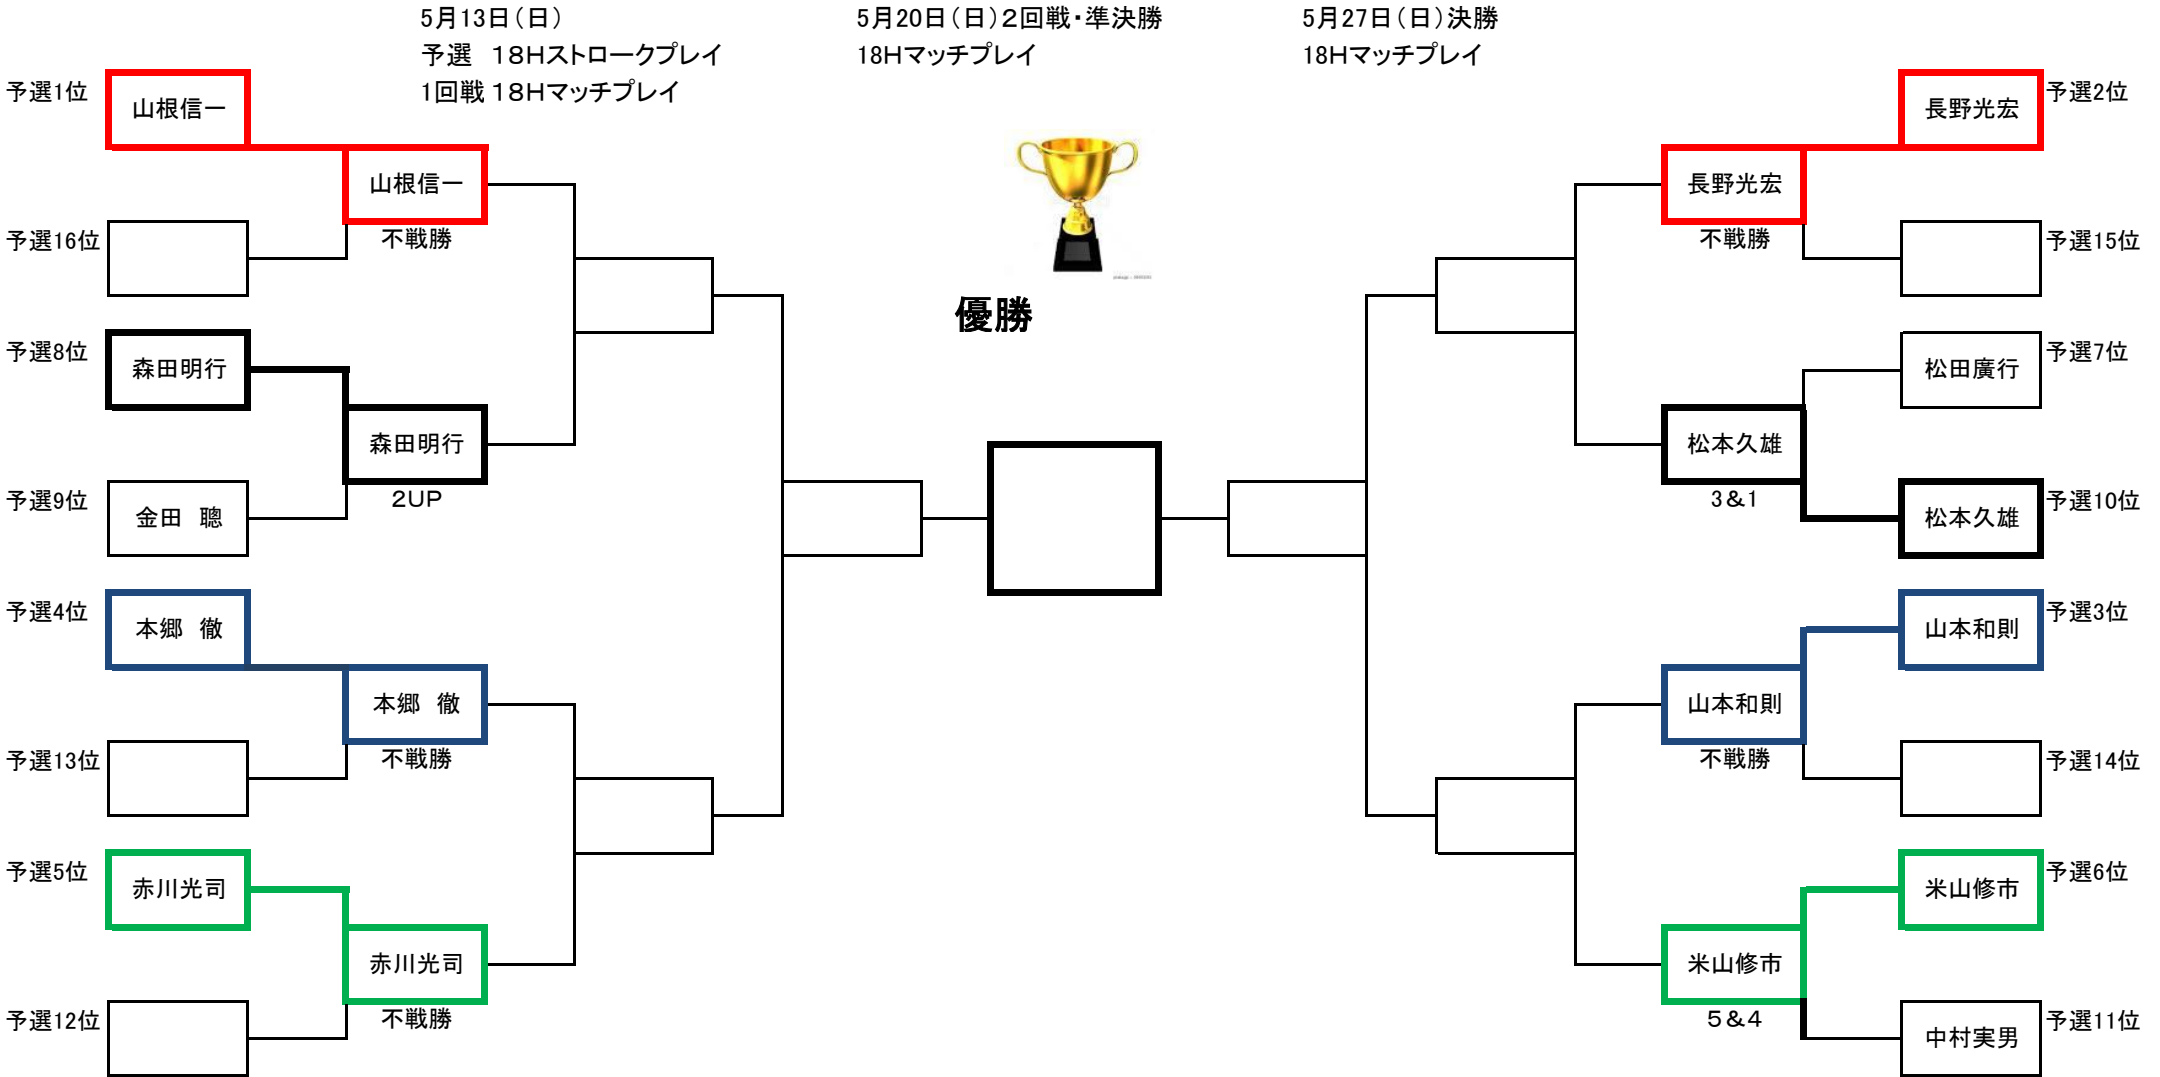 5月13日（日）
予選　18Hストロークプレイ
1回戦 18Hマッチプレイ
5月20日（日）2回戦・準決勝
18Hマッチプレイ
5月27日（日）決勝
18Hマッチプレイ
優勝
予選1位
山根信一
山根信一
不戦勝
予選16位
予選8位
森田明行
森田明行
2UP
予選9位
金田　聰
予選4位
本郷　徹
本郷　徹
不戦勝
予選13位
予選5位
赤川光司
赤川光司
不戦勝
予選12位
予選2位
長野光宏
長野光宏
不戦勝
予選15位
予選7位
松田廣行
松本久雄
3&1
予選10位
松本久雄
予選3位
山本和則
山本和則
不戦勝
予選14位
予選6位
米山修市
米山修市
5&4
予選11位
中村実男